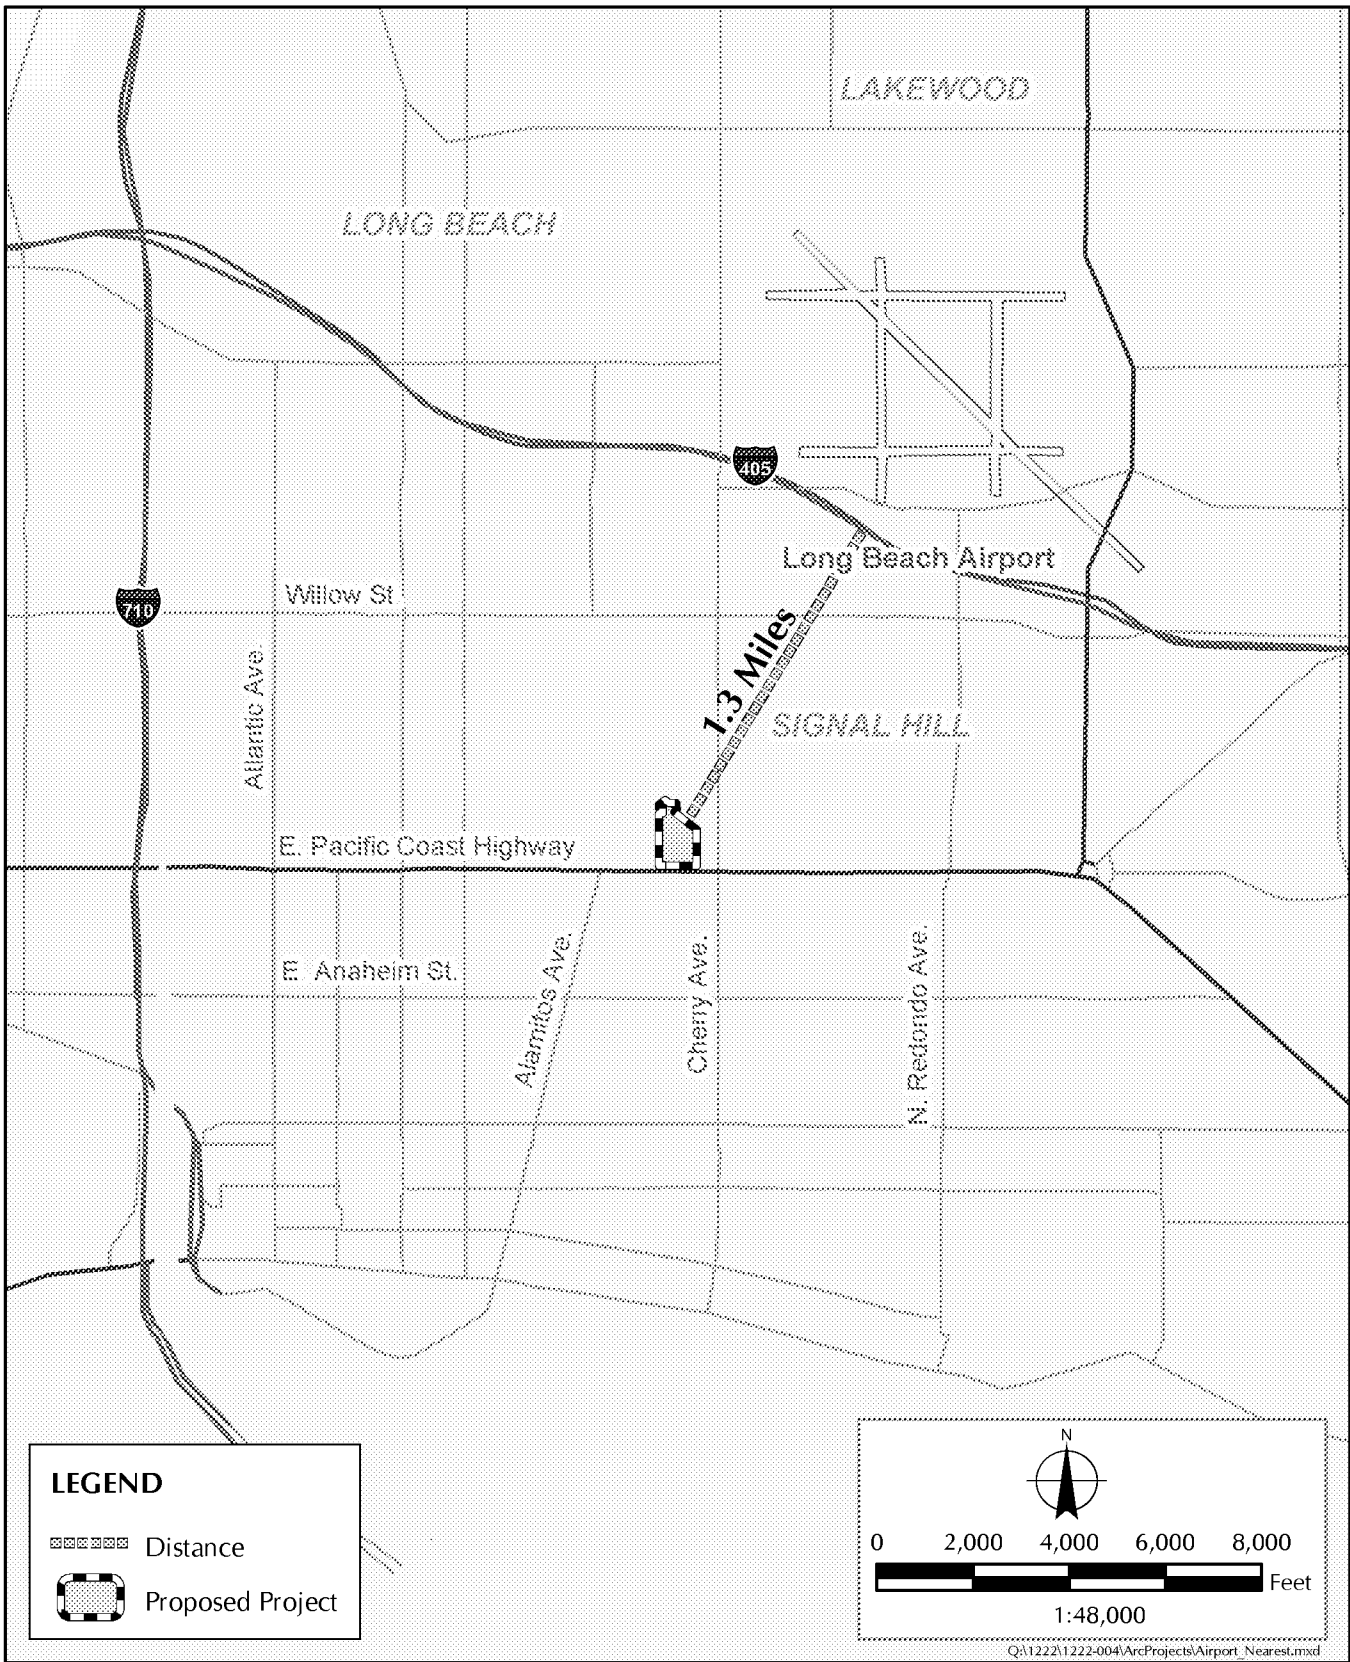 LAKEWOOD
LONG BEACH
405
Long Beach Airport
710
Willow St
1.3 Miles
Atlantic Ave.
SIGNAL HILL
E. Pacific Coast Highway
E. Anaheim St.
Alamitos Ave.
Cherry Ave.
N. Redondo Ave.
LEGEND
Distance
Proposed Project
N
0 2,000 4,000 6,000 8,000
Feet
1:48,000
Q:\1222\1222-004\ArcProjects\Airport_Nearest.mxd